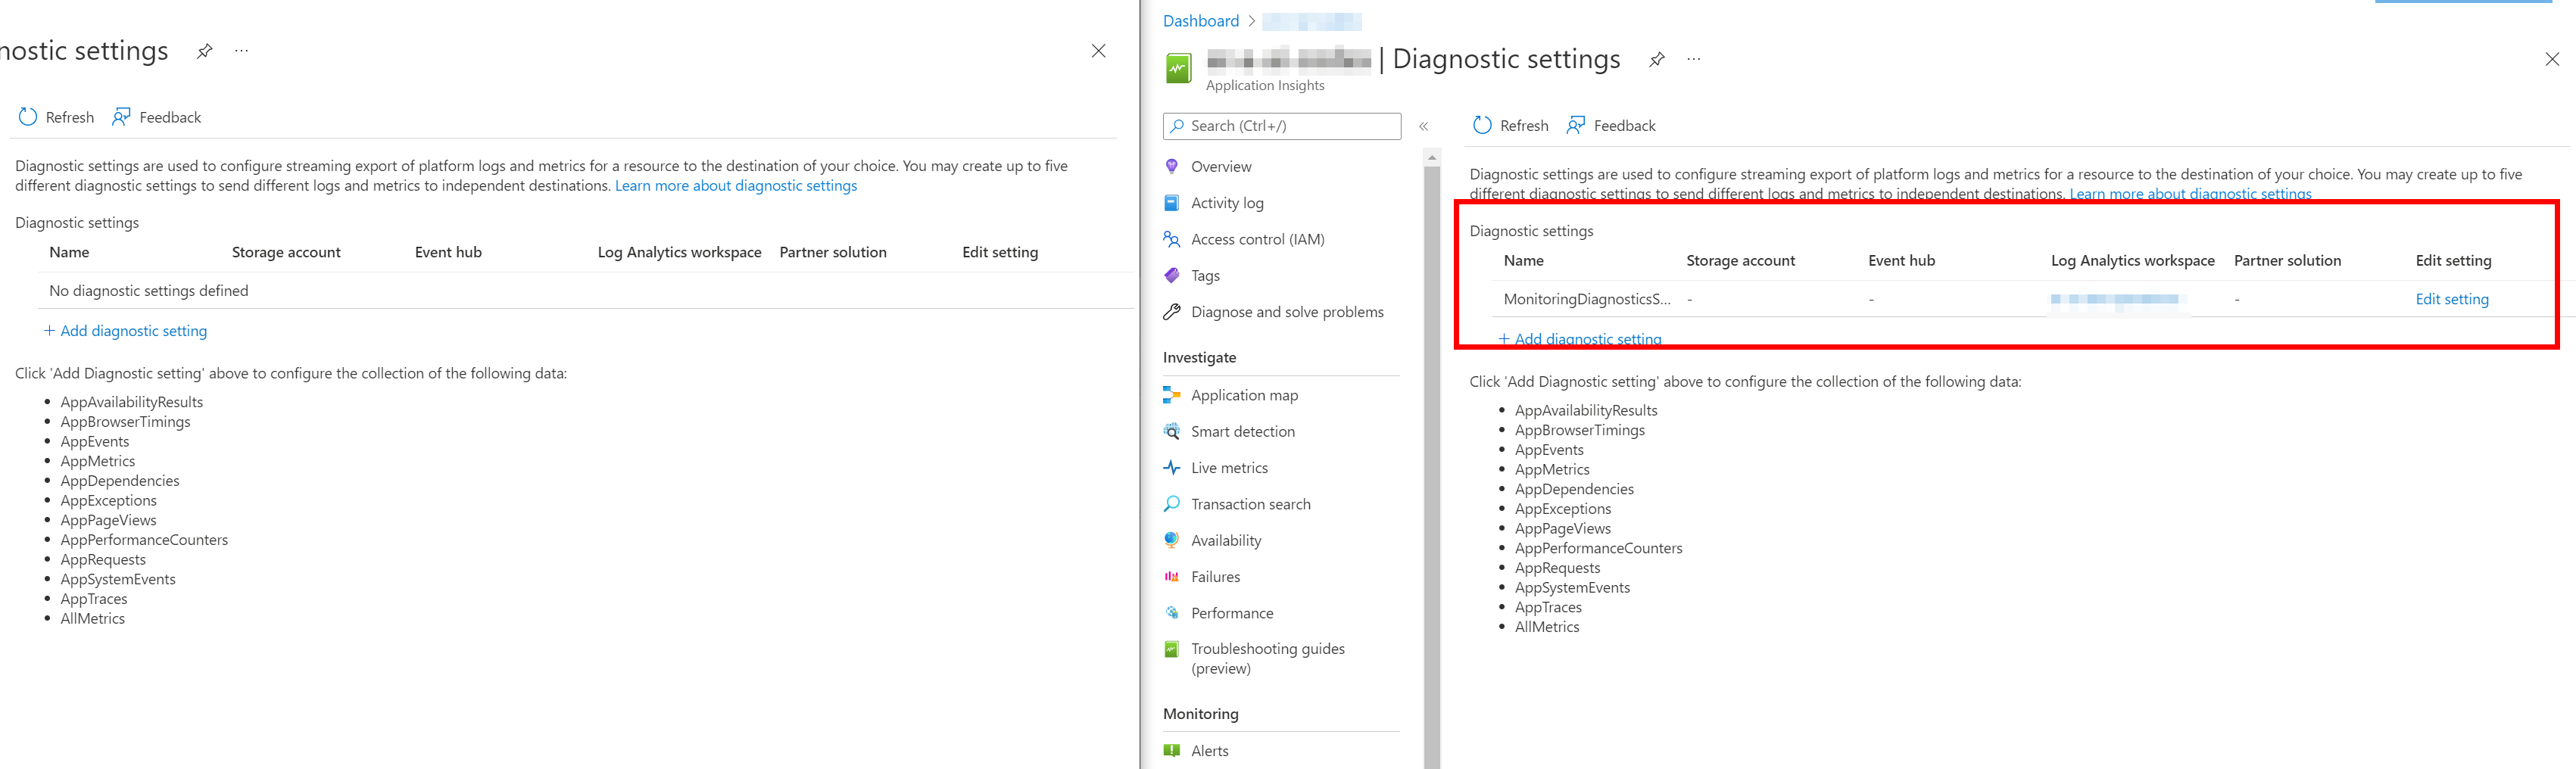 nostic settings
...
Refresh Feedback
Diagnostic settings are used to configure streaming export of platform logs and metrics for a resource to the destination of your choice. You may create up to five
different diagnostic settings to send different logs and metrics to independent destinations. Learn more about diagnostic settings
Diagnostic settings
Name Storage account Event hub Log Analytics workspace Partner solution Edit setting
No diagnostic settings defined
+ Add diagnostic setting
Click 'Add Diagnostic setting' above to configure the collection of the following data:
• AppAvailabilityResults
• AppBrowserTimings
• AppEvents
• AppMetrics
• AppDependencies
• AppExceptions
• AppPageViews
• AppPerformanceCounters
• AppRequests
• AppSystemEvents
• AppTraces
• AllMetrics
Dashboard >
| Diagnostic settings ...
Application Insights
Search (Ctrl+/) «
Overview
Activity log
Access control (IAM)
Tags
Diagnose and solve problems
Investigate
Application map
Smart detection
Live metrics
Transaction search
Availability
Failures
Performance
Troubleshooting guides
(preview)
Monitoring
Alerts
Refresh Feedback
Diagnostic settings are used to configure streaming export of platform logs and metrics for a resource to the destination of your choice. You may create up to five
different diagnostic settings to send different logs and metrics to independent destinations. Learn more about diagnostic settings
Diagnostic settings
Name Storage account Event hub Log Analytics workspace Partner solution Edit setting
MonitoringDiagnosticsS... - - - Edit setting
+ Add diagnostic setting
Click 'Add Diagnostic setting' above to configure the collection of the following data:
• AppAvailabilityResults
• AppBrowserTimings
• AppEvents
• AppMetrics
• AppDependencies
• AppExceptions
• AppPageViews
• AppPerformanceCounters
• AppRequests
• AppSystemEvents
• AppTraces
• AllMetrics